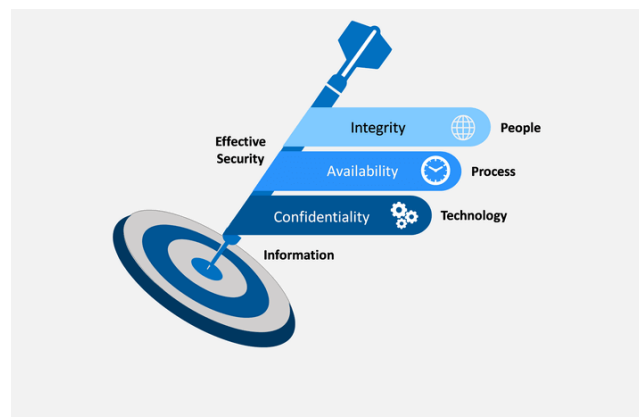 Integrity
People
Effective
Security
Availability
Process
Confidentiality
Technology
Information